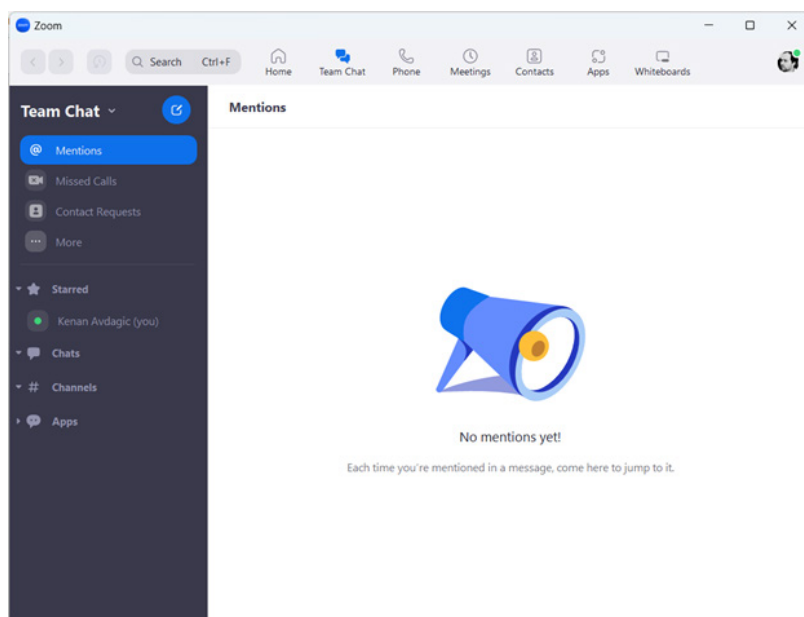 Zoom
Search Ctrl+F
Home
Team Chat
Phone
Meetings
Contacts
Apps
Whiteboards
Team Chat
Mentions
Mentions
Missed Calls
Contact Requests
More
Starred
Kenan Avdagic (you)
Chats
# Channels
Apps
No mentions yet!
Each time you're mentioned in a message, come here to jump to it.